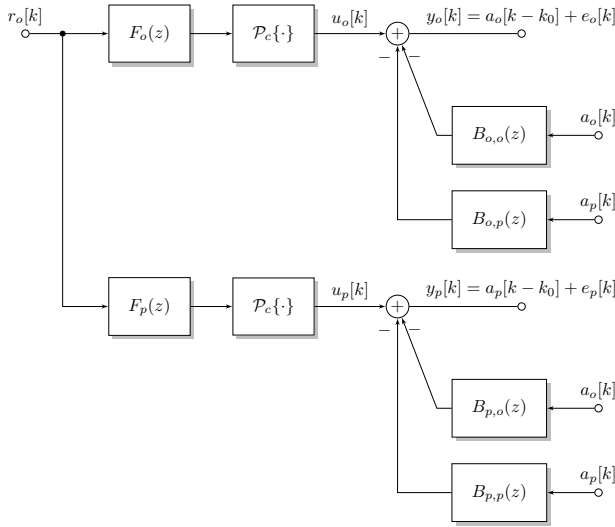 r_o[k]
F_o(z)
𝒫_c{·}
u_o[k]
+
−
−
y_o[k] = a_o[k − k_0] + e_o[k]
B_{o,o}(z)
a_o[k]
B_{o,p}(z)
a_p[k]
F_p(z)
𝒫_c{·}
u_p[k]
+
−
−
y_p[k] = a_p[k − k_0] + e_p[k]
B_{p,o}(z)
a_o[k]
B_{p,p}(z)
a_p[k]